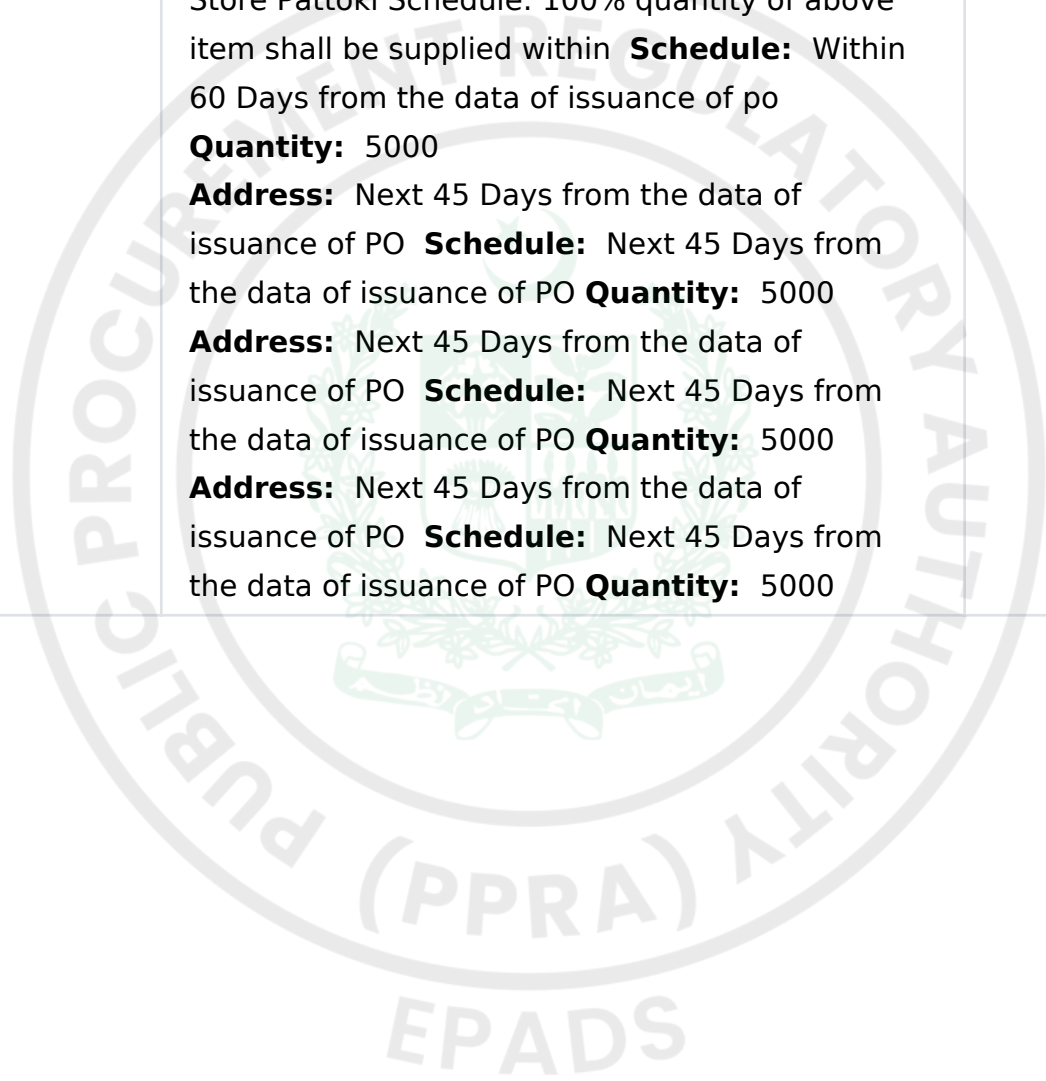 Store Pattoki Schedule: 100% quantity of above
item shall be supplied within Schedule: Within
60 Days from the data of issuance of po
Quantity: 5000
Address: Next 45 Days from the data of
issuance of PO Schedule: Next 45 Days from
the data of issuance of PO Quantity: 5000
Address: Next 45 Days from the data of
issuance of PO Schedule: Next 45 Days from
the data of issuance of PO Quantity: 5000
Address: Next 45 Days from the data of
issuance of PO Schedule: Next 45 Days from
the data of issuance of PO Quantity: 5000
PUBLIC PROCUREMENT REGULATORY AUTHORITY
ایمان اتحاد نظم
(PPRA)
EPADS